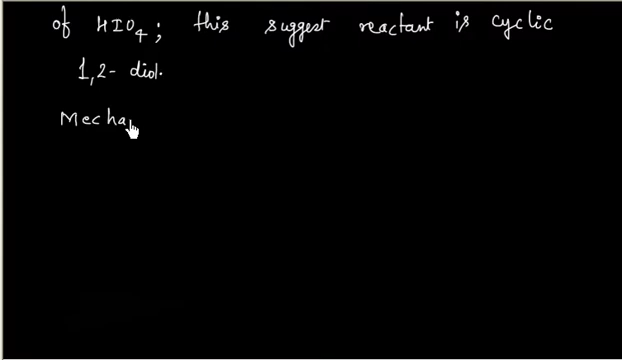 of HIO4; this suggest reactant is cyclic
1,2- diol.
Mecha